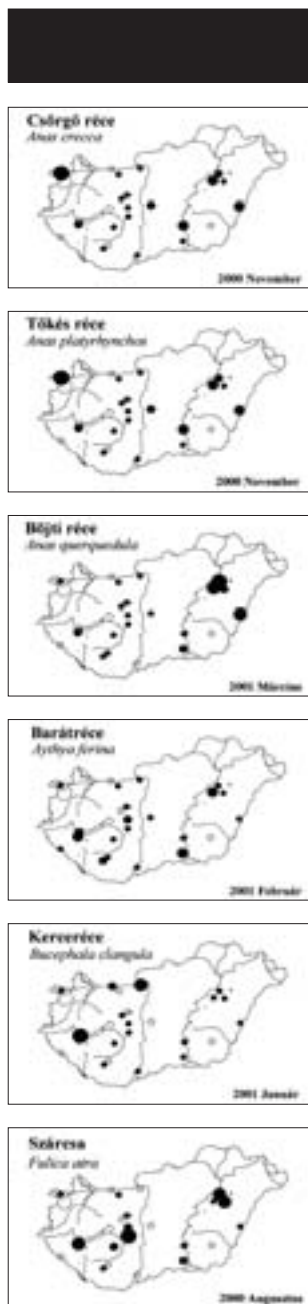 Csörgő réce
Anas crecca
2000 November
Tőkés réce
Anas platyrhynchos
2000 November
Böjti réce
Anas querquedula
2001 Március
Barátréce
Aythya ferina
2001 Február
Kerceréce
Bucephala clangula
2001 Január
Szárcsa
Fulica atra
2000 Augusztus